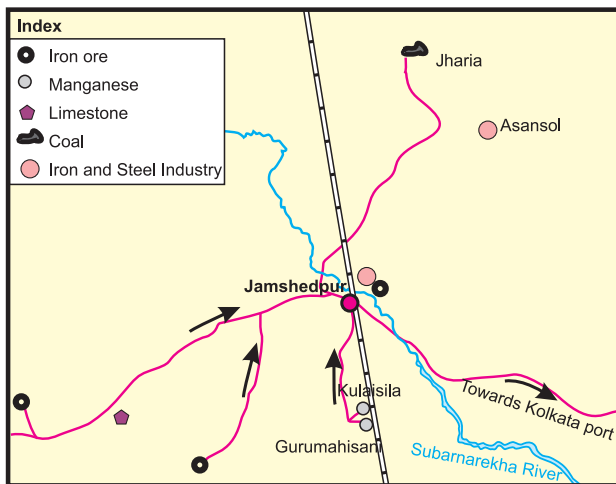 Index
Iron ore
Manganese
Limestone
Coal
Iron and Steel Industry
Jharia
Asansol
Jamshedpur
Kulaisila
Gurumahisani
Towards Kolkata port
Subarnarekha River